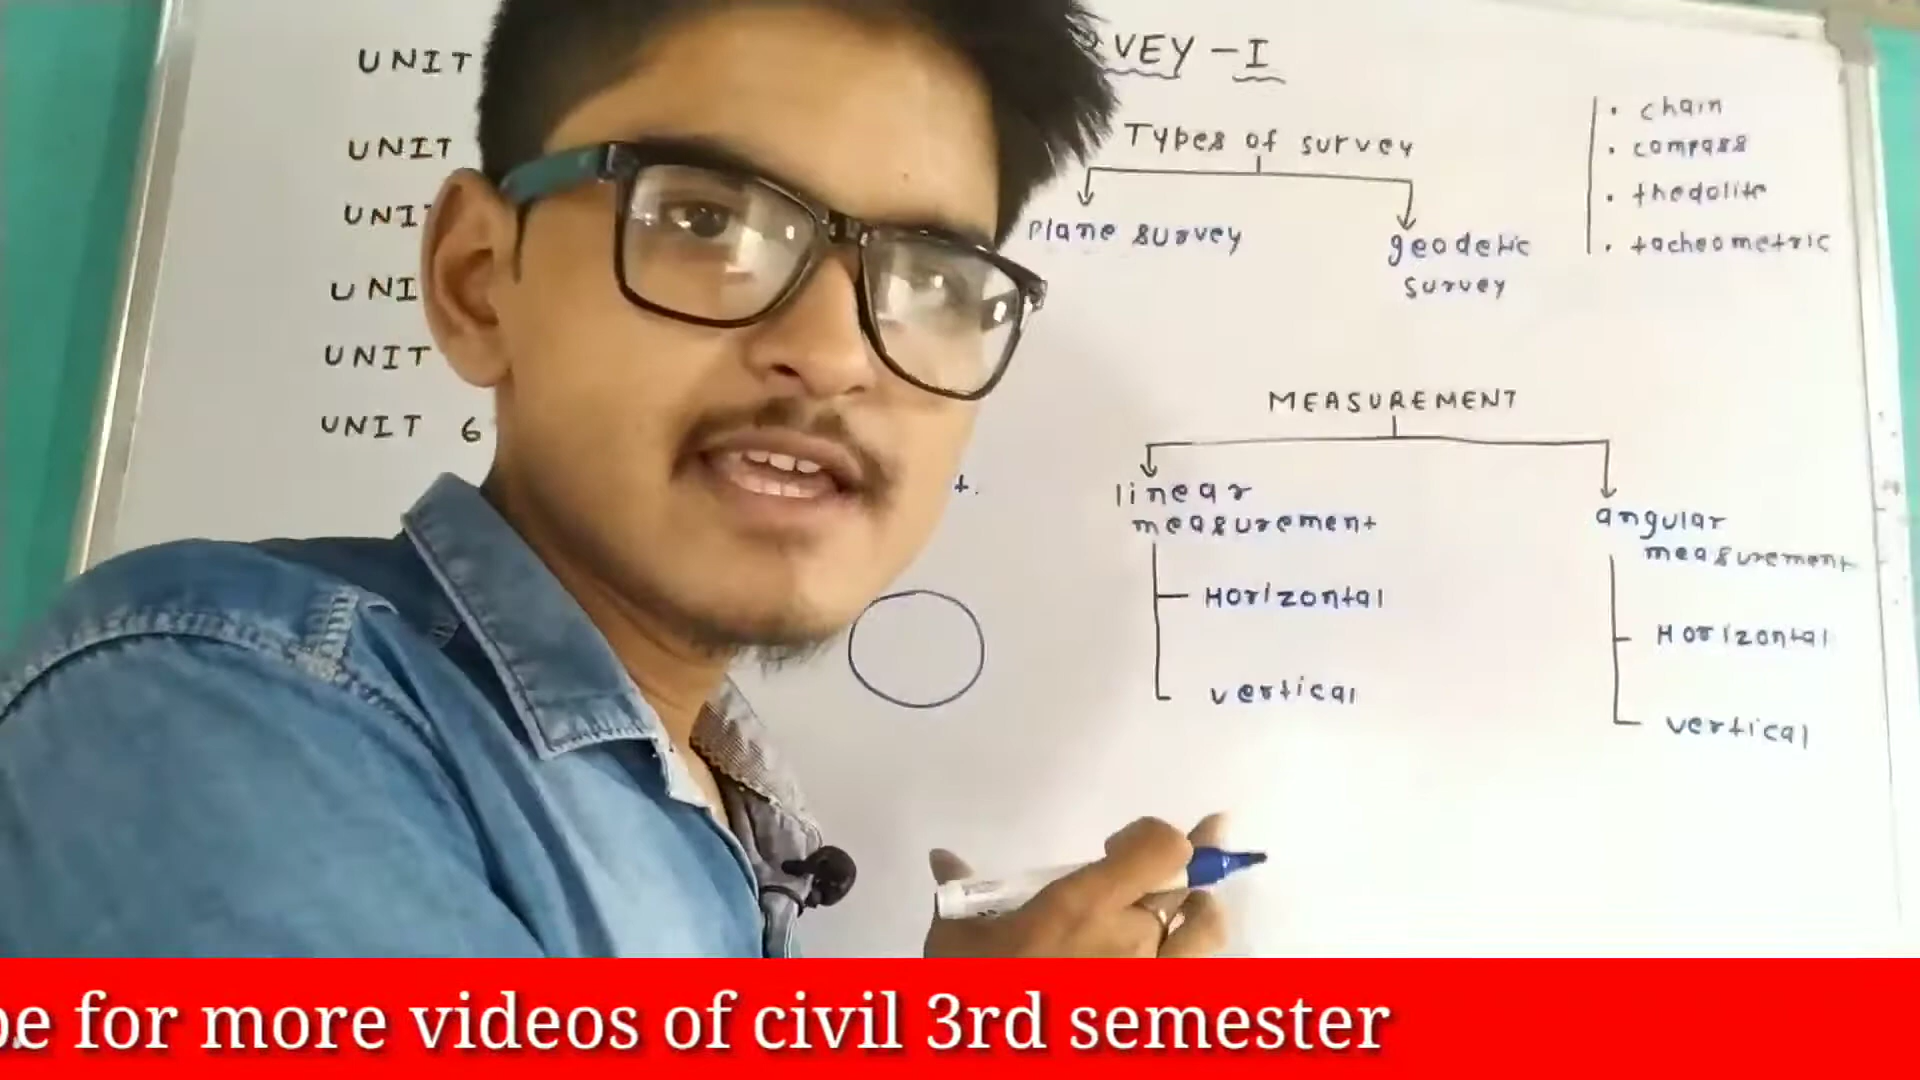 UNIT
UNIT
UNI
UNI
UNIT
UNIT 6
VEY - I
Types of survey
Plane survey
geodetic
survey
• chain
• compass
• thedolite
• tacheometric
MEASUREMENT
linear
measurement
Horizontal
vertical
angular
measurement
Horizontal
vertical
for more videos of civil 3rd semester